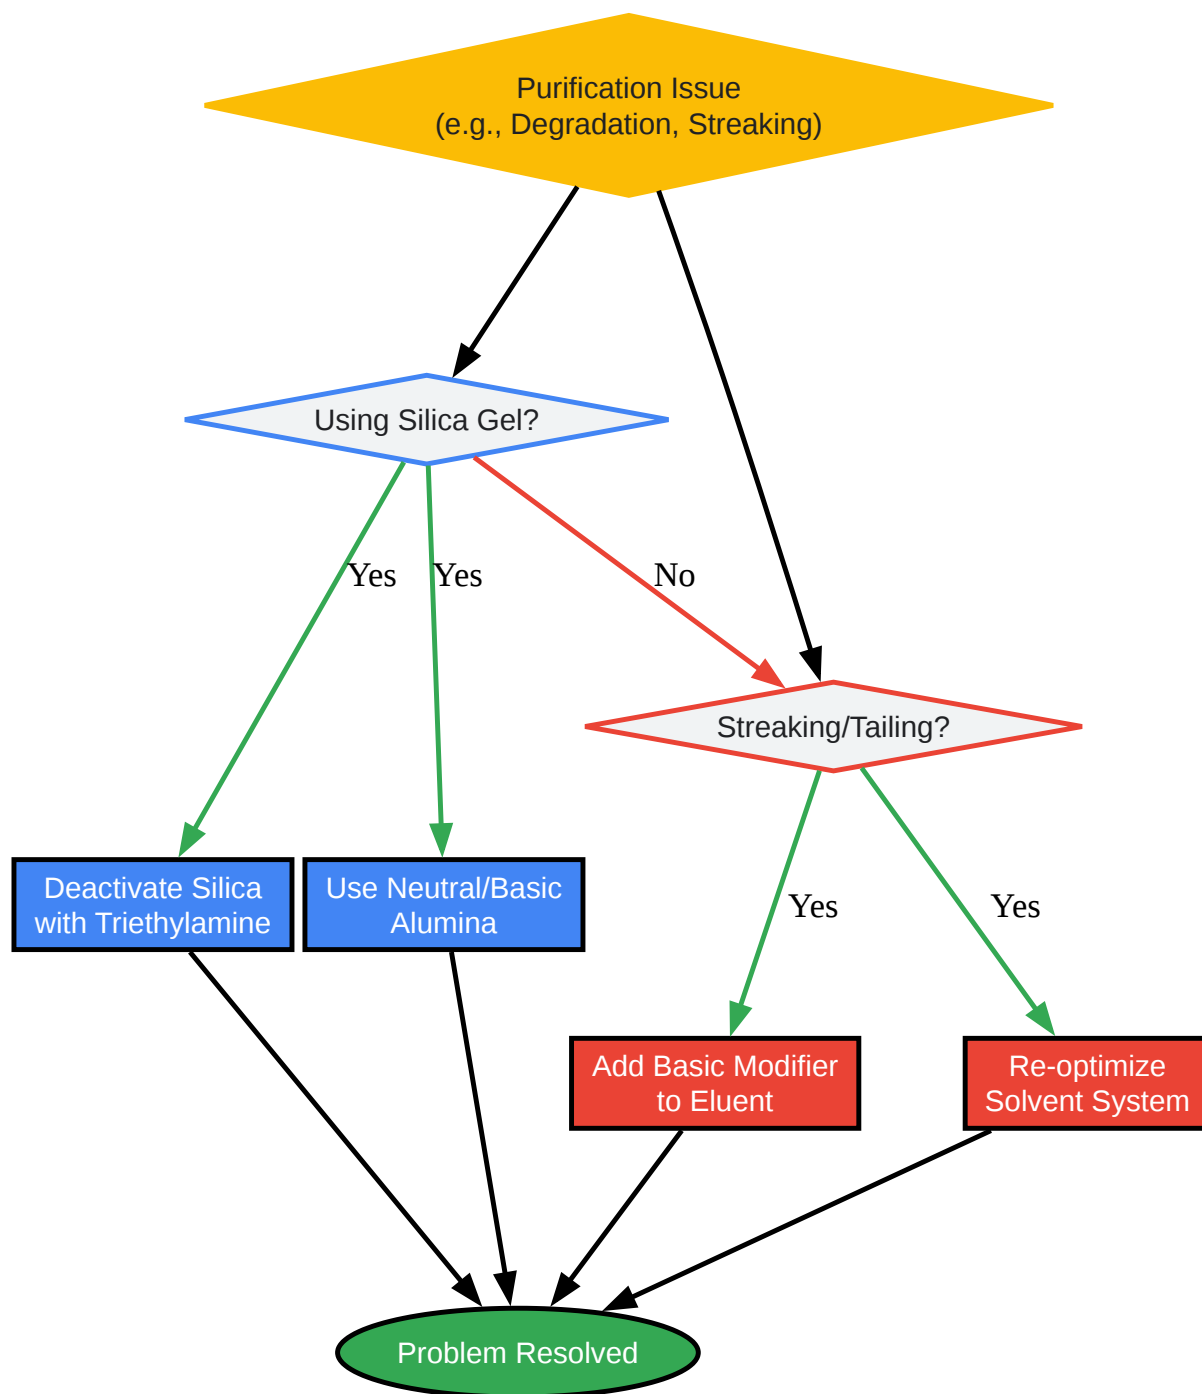 Purification Issue
(e.g., Degradation, Streaking)
Using Silica Gel?
Yes
Yes
No
Streaking/Tailing?
Deactivate Silica
with Triethylamine
Use Neutral/Basic
Alumina
Yes
Yes
Add Basic Modifier
to Eluent
Re-optimize
Solvent System
Problem Resolved